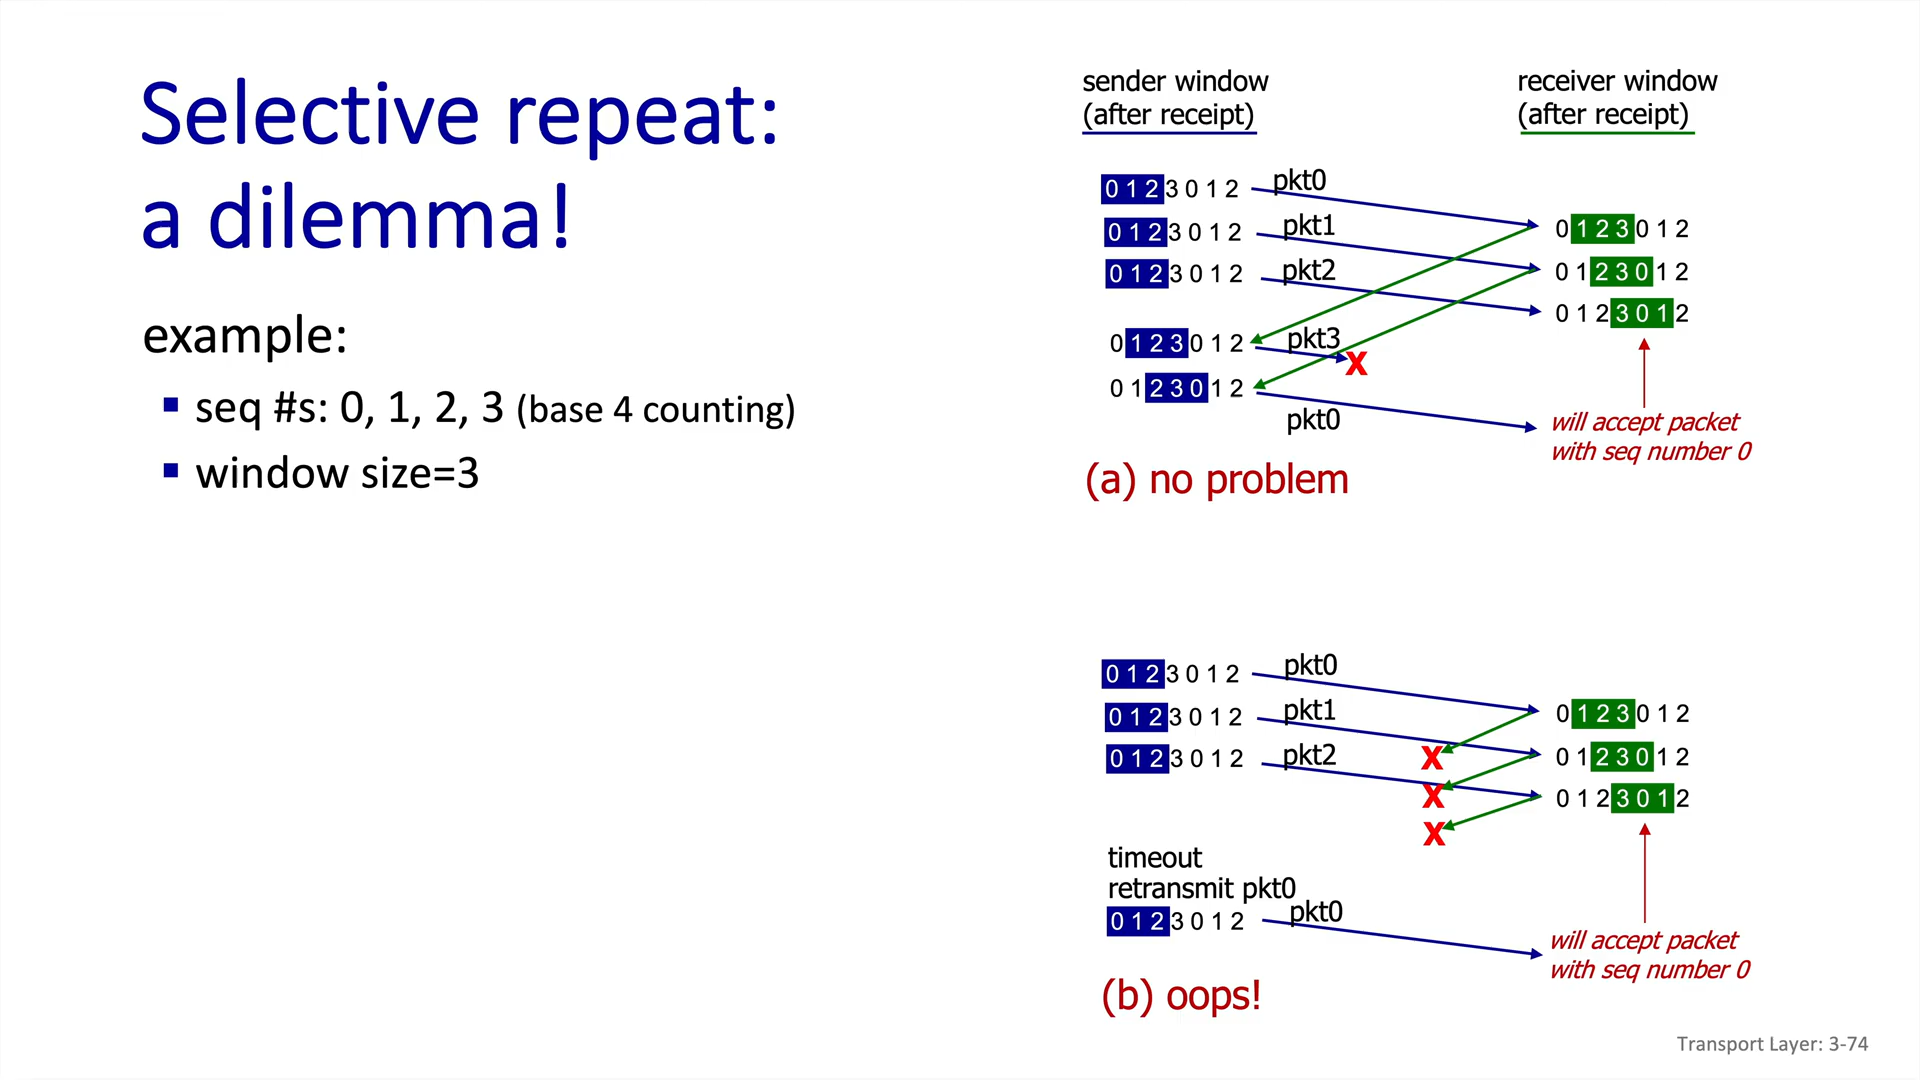 Selective repeat:
a dilemma!
example:
▪ seq #s: 0, 1, 2, 3 (base 4 counting)
▪ window size=3
sender window
(after receipt)
receiver window
(after receipt)
0 1 2 3 0 1 2 pkt0
0 1 2 3 0 1 2
0 1 2 3 0 1 2 pkt1
0 1 2 3 0 1 2
0 1 2 3 0 1 2 pkt2
0 1 2 3 0 1 2
0 1 2 3 0 1 2 pkt3
X
0 1 2 3 0 1 2
pkt0
will accept packet
with seq number 0
(a) no problem
0 1 2 3 0 1 2 pkt0
0 1 2 3 0 1 2
0 1 2 3 0 1 2 pkt1
0 1 2 3 0 1 2
0 1 2 3 0 1 2 pkt2
X
0 1 2 3 0 1 2
X
X
timeout
retransmit pkt0
0 1 2 3 0 1 2 pkt0
will accept packet
with seq number 0
(b) oops!
Transport Layer: 3-74